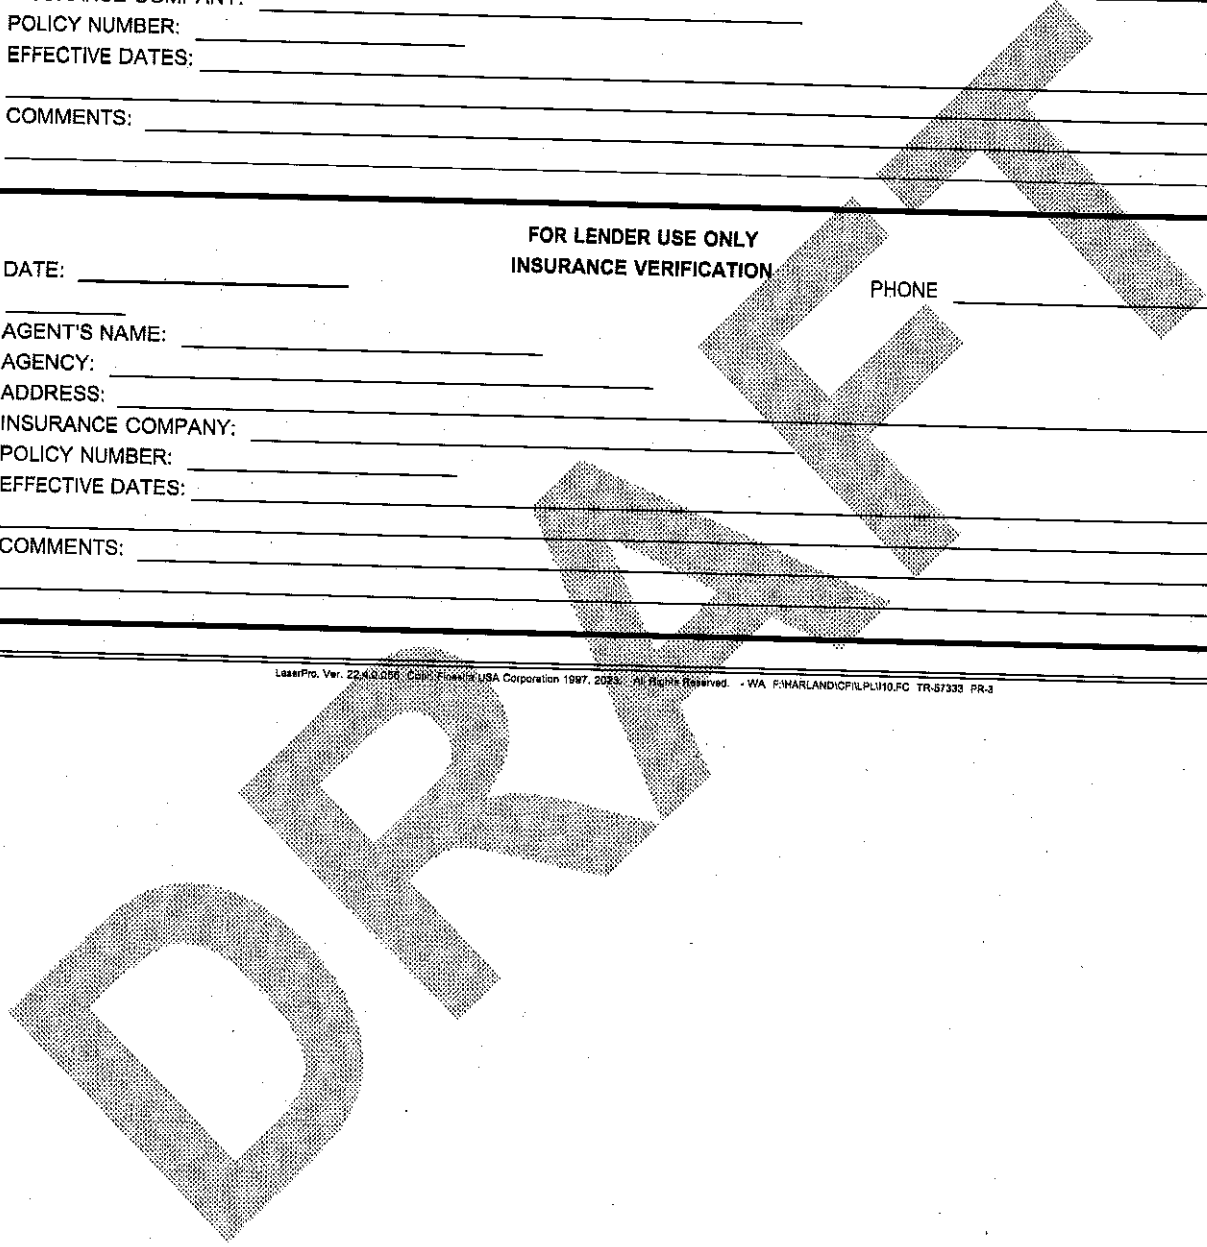 COMPANY:
POLICY NUMBER:
EFFECTIVE DATES:
COMMENTS:
FOR LENDER USE ONLY
INSURANCE VERIFICATION
DATE:
PHONE
AGENT'S NAME:
AGENCY:
ADDRESS:
INSURANCE COMPANY:
POLICY NUMBER:
EFFECTIVE DATES:
COMMENTS:
LaserPro, Ver. 22.4.0.056 Copr. Finastra USA Corporation 1997, 2023. All Rights Reserved. - WA F:\HARLAND\CFI\LPL\I10.FC TR-57333 PR-3
DRAFT